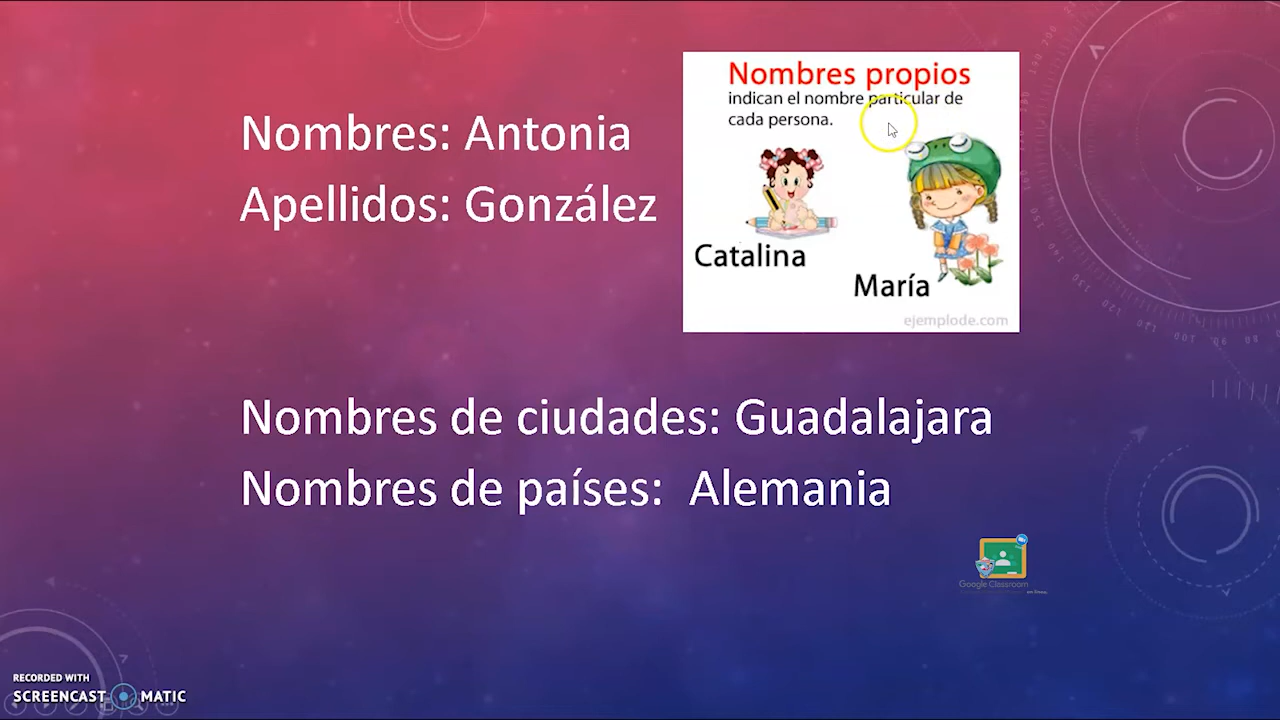 Nombres: Antonia
Apellidos: González
Nombres propios
indican el nombre particular de
cada persona.
Catalina
María
ejemplode.com
Nombres de ciudades: Guadalajara
Nombres de países:  Alemania
Google Classroom
RECORDED WITH
SCREENCAST MATIC